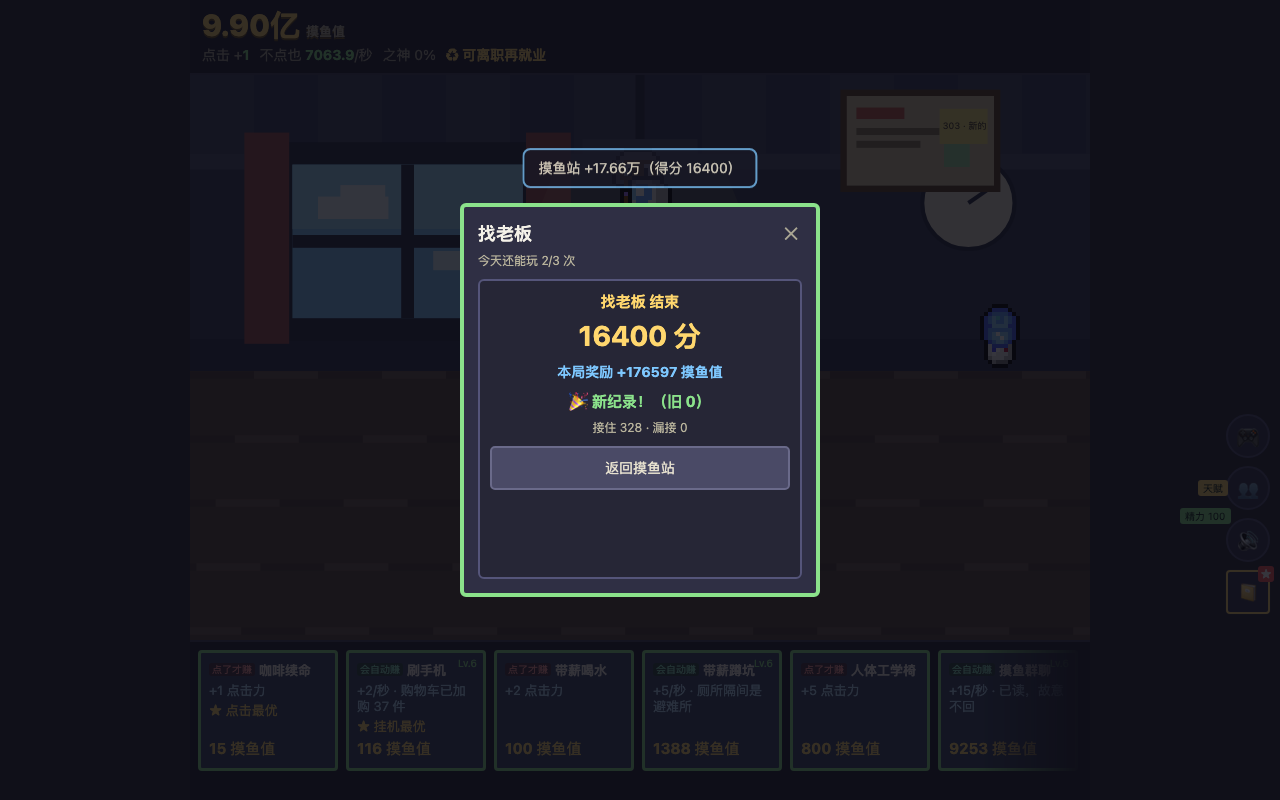 9.90亿 摸鱼值
点击 +1 不点也 7063.9/秒 之神 0% ♻ 可离职再就业
303 · 新的
摸鱼站 +17.66万（得分 16400）
找老板
今天还能玩 2/3 次
找老板 结束
16400 分
本局奖励 +176597 摸鱼值
🎉 新纪录！（旧 0）
接住 328 · 漏接 0
返回摸鱼站
天赋
精力 100
点了才赚 咖啡续命
+1 点击力
★ 点击最优
15 摸鱼值
会自动赚 刷手机 Lv.6
+2/秒 · 购物车已加
购 37 件
★ 挂机最优
116 摸鱼值
点了才赚 带薪喝水
+2 点击力
100 摸鱼值
会自动赚 带薪蹲坑 Lv.6
+5/秒 · 厕所隔间是
避难所
1388 摸鱼值
点了才赚 人体工学椅
+5 点击力
800 摸鱼值
会自动赚 摸鱼群聊
+15/秒 · 已读，故意
不回
9253 摸鱼值